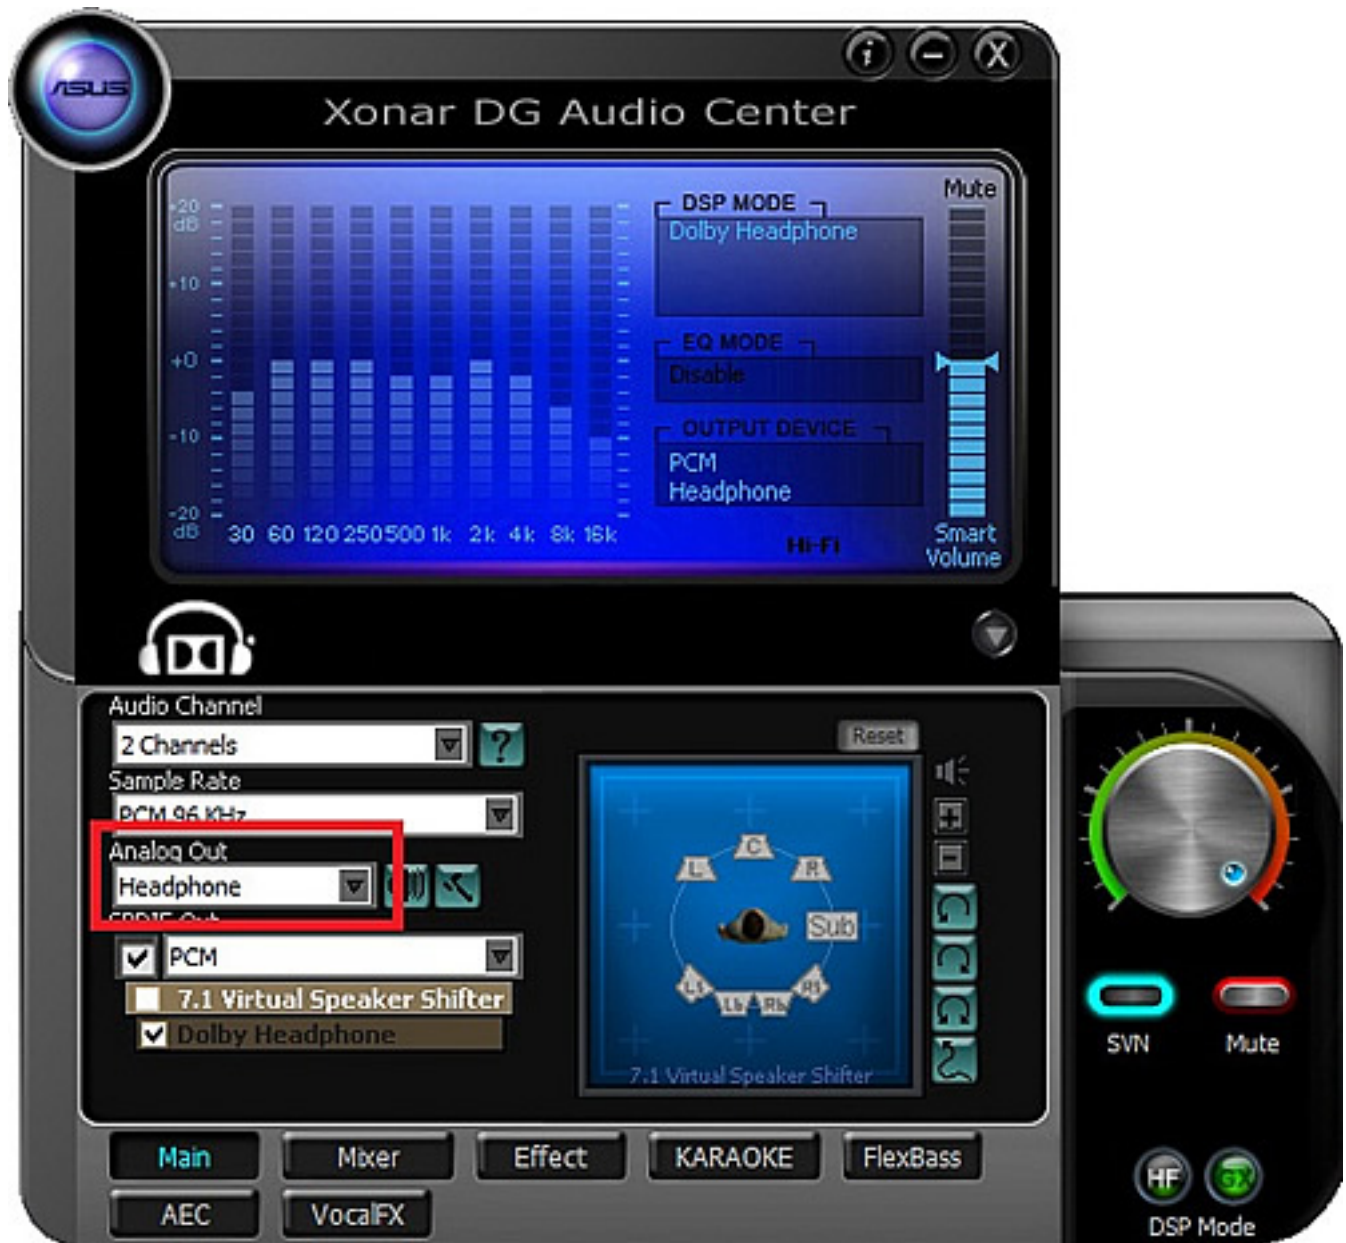 ASUS
i – X
Xonar DG Audio Center
+20
dB
+10
+0
-10
-20
dB
30 60 120 250 500 1k 2k 4k 8k 16k
DSP MODE
Dolby Headphone
EQ MODE
Disable
OUTPUT DEVICE
PCM
Headphone
Hi-Fi
Mute
Smart
Volume
Audio Channel
2 Channels
?
Sample Rate
PCM 96 KHz
Analog Out
Headphone
SPDIF Out
PCM
7.1 Virtual Speaker Shifter
Dolby Headphone
Reset
L C R
Sub
Ls Lb Rb Rs
7.1 Virtual Speaker Shifter
SVN Mute
HF GX
DSP Mode
Main Mixer Effect KARAOKE FlexBass
AEC VocalFX